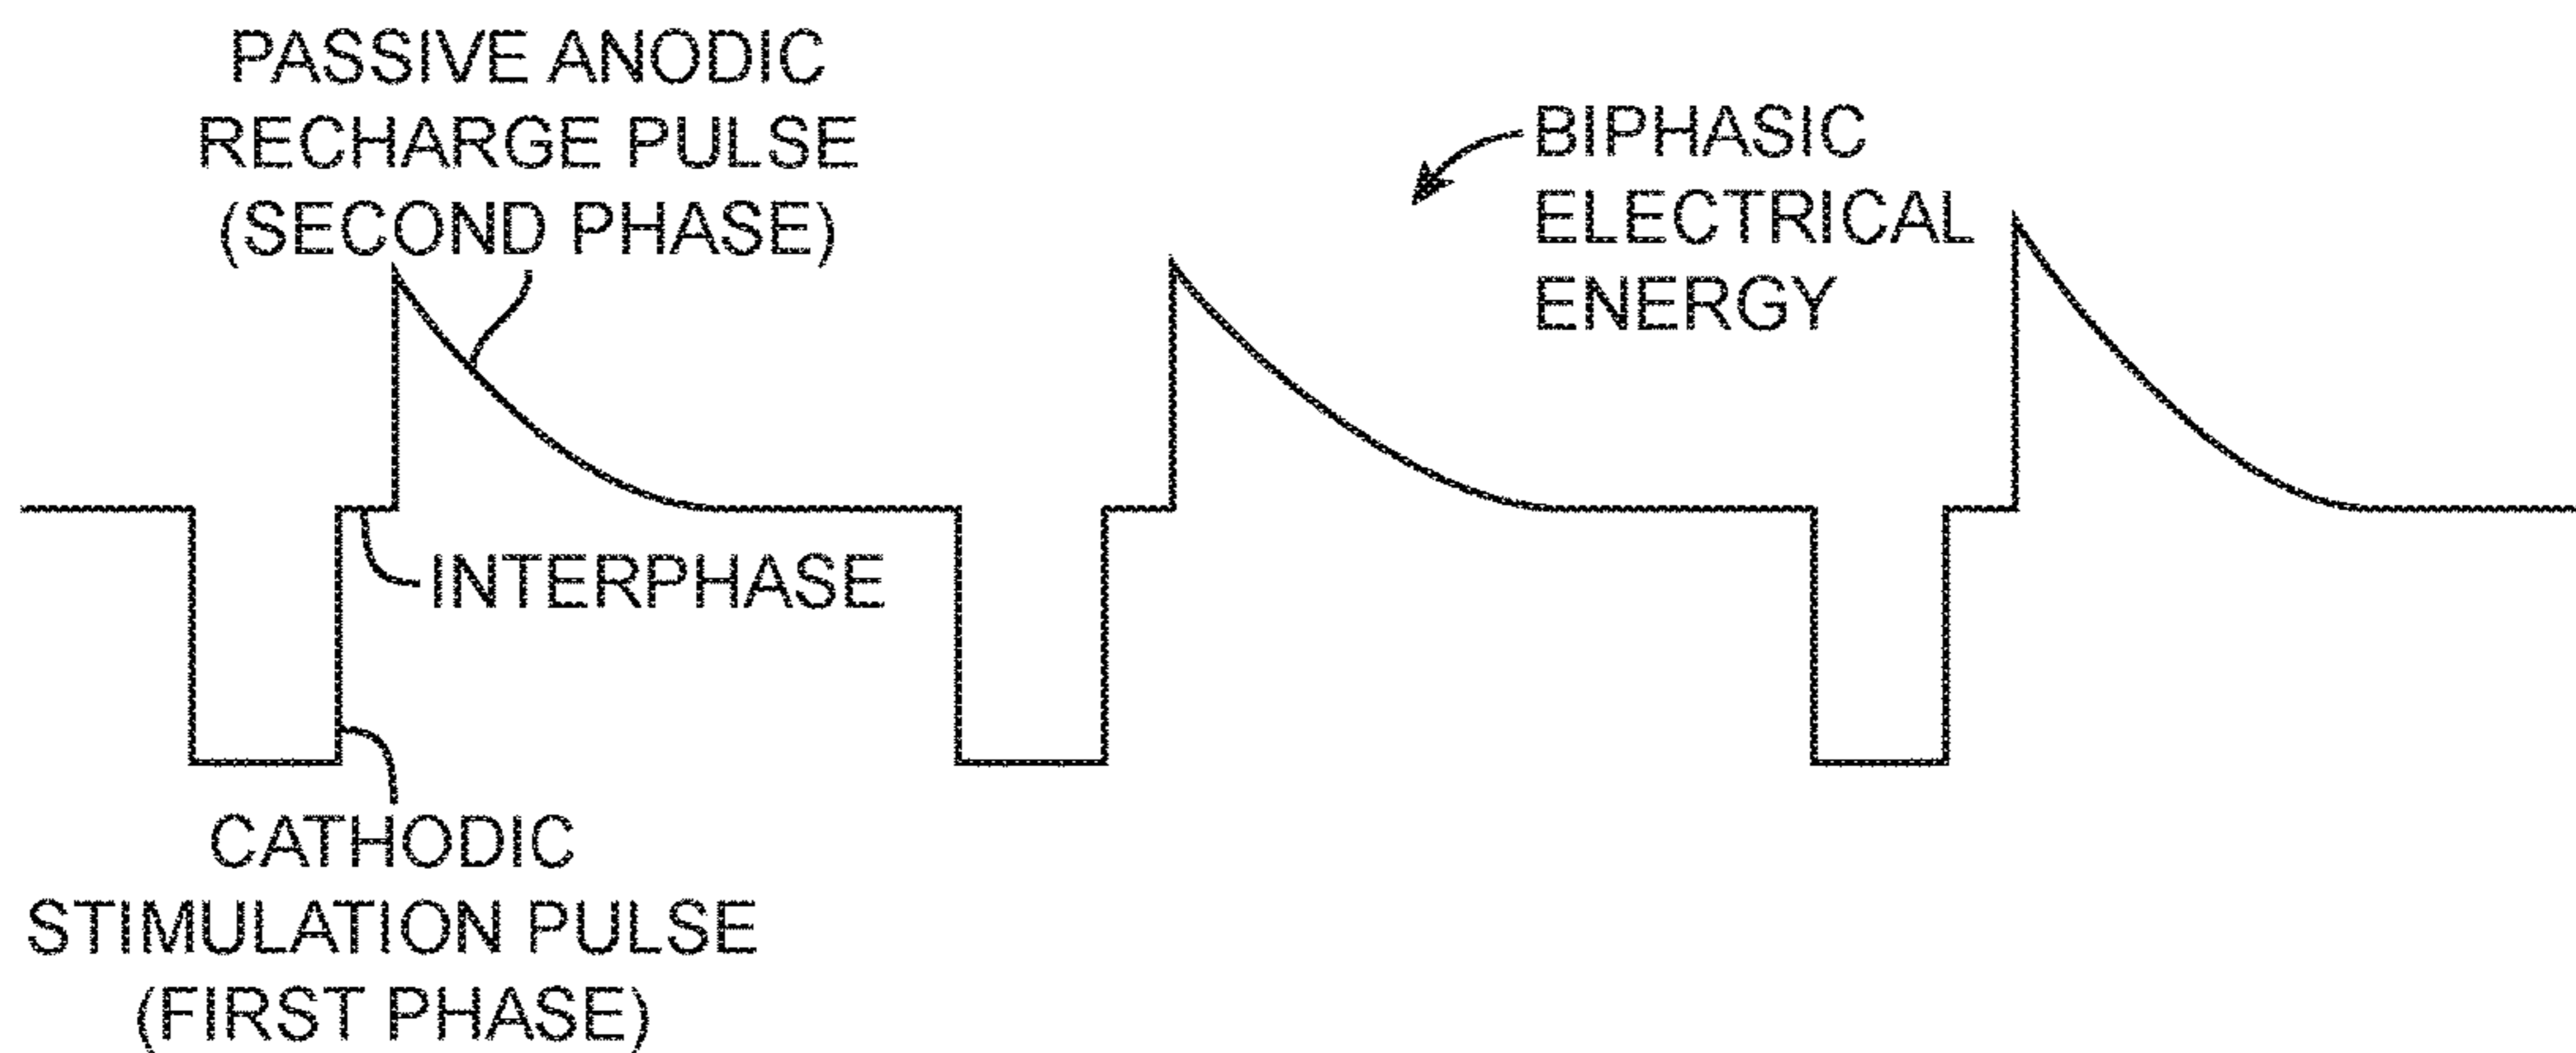 PASSIVE ANODIC
RECHARGE PULSE
(SECOND PHASE)
BIPHASIC
ELECTRICAL
ENERGY
INTERPHASE
CATHODIC
STIMULATION PULSE
(FIRST PHASE)